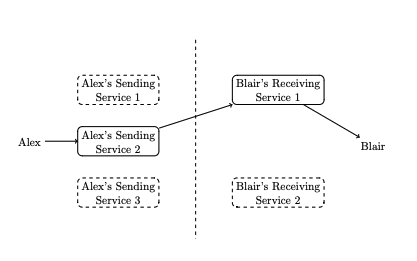 Alex's Sending
Service 1
Blair's Receiving
Service 1
Alex
Alex's Sending
Service 2
Blair
Alex's Sending
Service 3
Blair's Receiving
Service 2